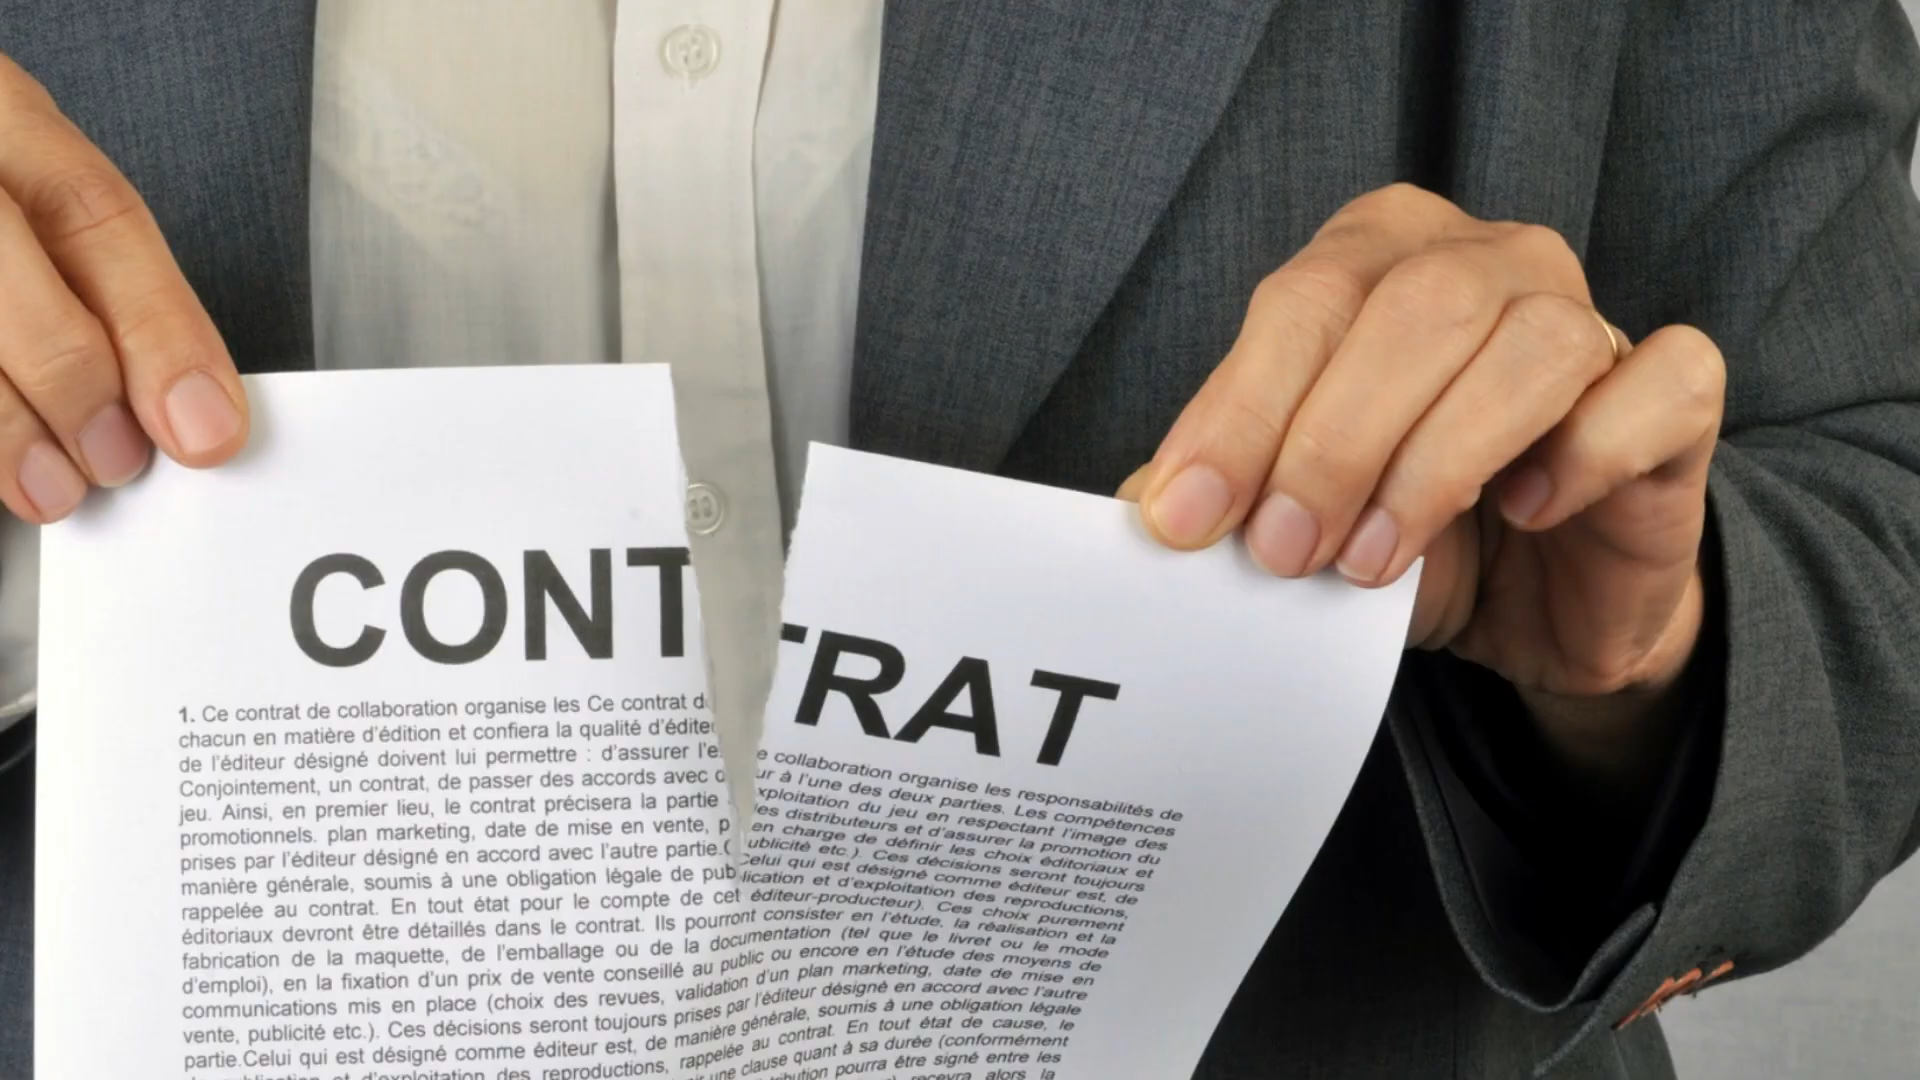 CONTRAT
1. Ce contrat de collaboration organise les Ce contrat de collaboration organise les responsabilités de
chacun en matière d'édition et confiera la qualité d'éditeur à l'une des deux parties. Les compétences
de l'éditeur désigné doivent lui permettre : d'assurer l'exploitation du jeu en respectant l'image des
Conjointement, un contrat, de passer des accords avec des distributeurs et d'assurer la promotion du
jeu. Ainsi, en premier lieu, le contrat précisera la partie en charge de définir les choix éditoriaux et
promotionnels. plan marketing, date de mise en vente, publicité etc.). Ces décisions seront toujours
prises par l'éditeur désigné en accord avec l'autre partie.Celui qui est désigné comme éditeur est, de
manière générale, soumis à une obligation légale de publication et d'exploitation des reproductions,
rappelée au contrat. En tout état pour le compte de cet éditeur-producteur). Ces choix purement
éditoriaux devront être détaillés dans le contrat. Ils pourront consister en l'étude, la réalisation et la
fabrication de la maquette, de l'emballage ou de la documentation (tel que le livret ou le mode
d'emploi), en la fixation d'un prix de vente conseillé au public ou encore en l'étude des moyens de
communications mis en place (choix des revues, validation d'un plan marketing, date de mise en
vente, publicité etc.). Ces décisions seront toujours prises par l'éditeur désigné en accord avec l'autre
partie.Celui qui est désigné comme éditeur est, de manière générale, soumis à une obligation légale
publication et d'exploitation des reproductions, rappelée au contrat. En tout état de cause, le
une clause quant à sa durée (conformément
pourra être signé entre les
recevra alors la